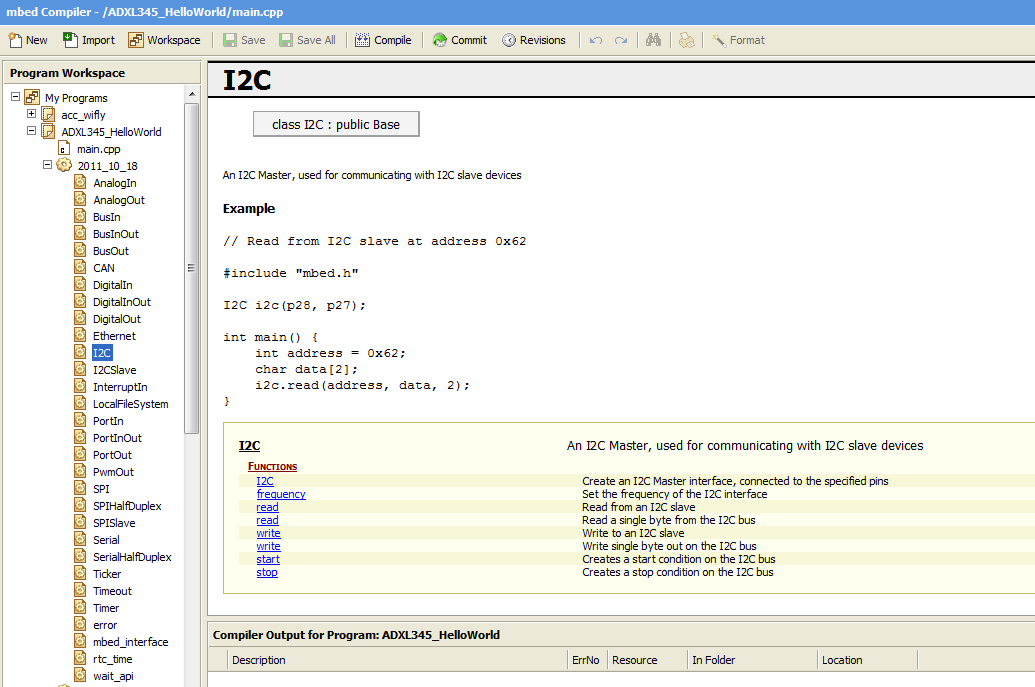 mbed Compiler - /ADXL345_HelloWorld/main.cpp
New Import Workspace Save Save All Compile Commit Revisions Format
Program Workspace
My Programs
acc_wifly
ADXL345_HelloWorld
main.cpp
2011_10_18
AnalogIn
AnalogOut
BusIn
BusInOut
BusOut
CAN
DigitalIn
DigitalInOut
DigitalOut
Ethernet
I2C
I2CSlave
InterruptIn
LocalFileSystem
PortIn
PortInOut
PortOut
PwmOut
SPI
SPIHalfDuplex
SPISlave
Serial
SerialHalfDuplex
Ticker
Timeout
Timer
error
mbed_interface
rtc_time
wait_api
I2C
class I2C : public Base
An I2C Master, used for communicating with I2C slave devices
Example
// Read from I2C slave at address 0x62
#include "mbed.h"
I2C i2c(p28, p27);
int main() {
int address = 0x62;
char data[2];
i2c.read(address, data, 2);
}
I2C An I2C Master, used for communicating with I2C slave devices
FUNCTIONS
I2C Create an I2C Master interface, connected to the specified pins
frequency Set the frequency of the I2C interface
read Read from an I2C slave
read Read a single byte from the I2C bus
write Write to an I2C slave
write Write single byte out on the I2C bus
start Creates a start condition on the I2C bus
stop Creates a stop condition on the I2C bus
Compiler Output for Program: ADXL345_HelloWorld
Description ErrNo Resource In Folder Location